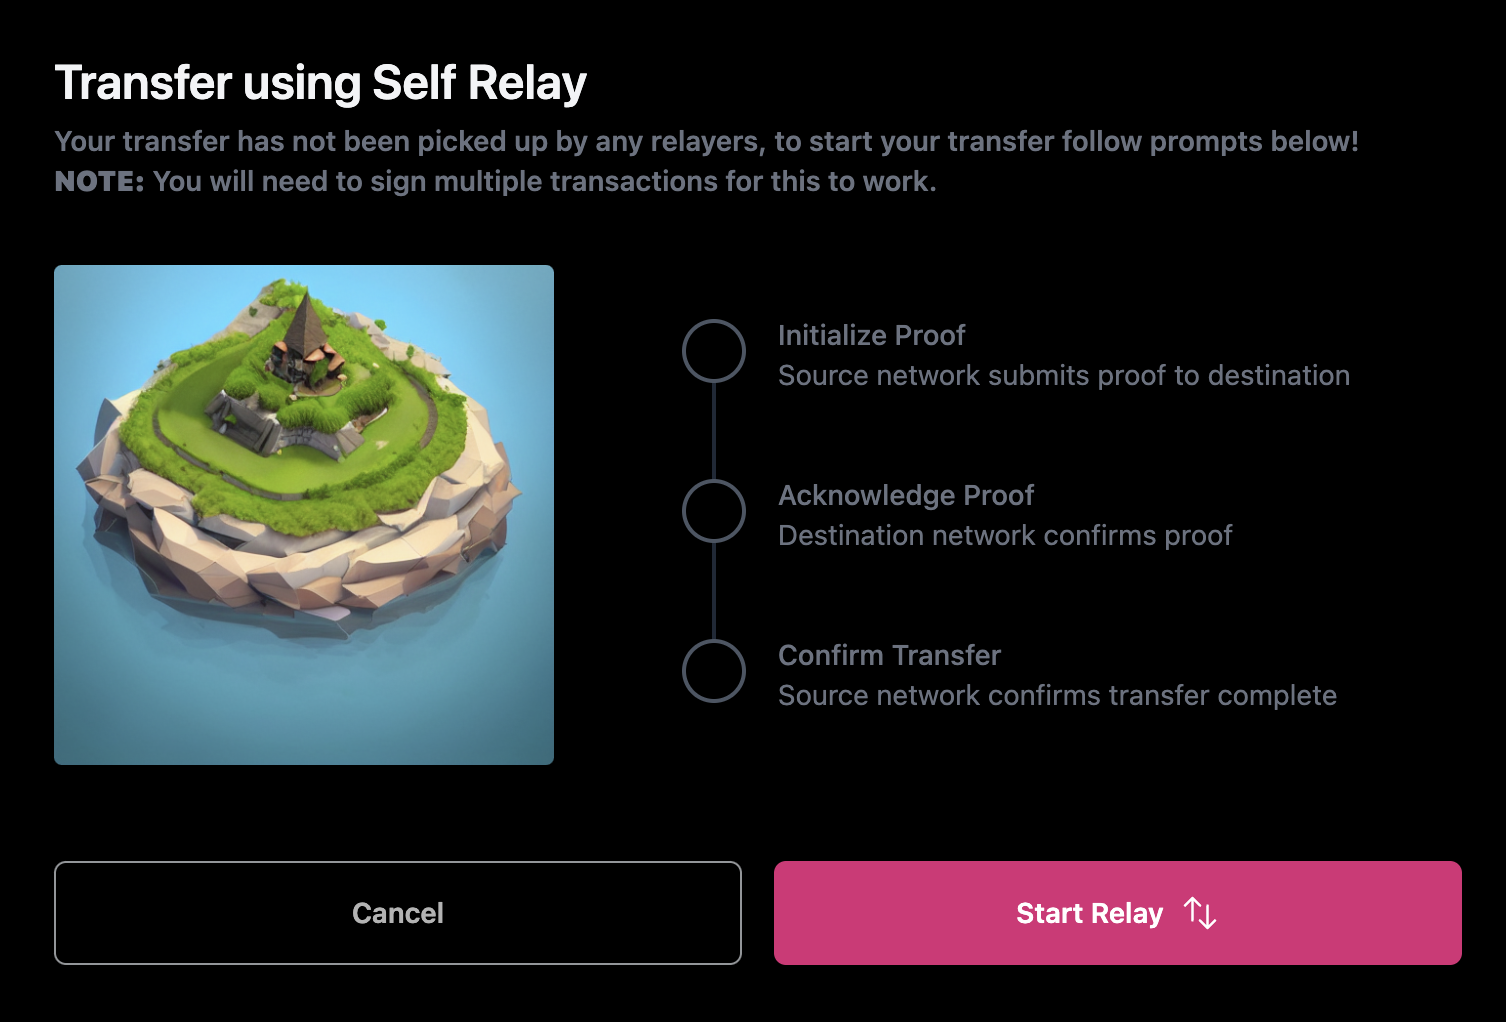 Transfer using Self Relay
Your transfer has not been picked up by any relayers, to start your transfer follow prompts below!
NOTE: You will need to sign multiple transactions for this to work.
Initialize Proof
Source network submits proof to destination
Acknowledge Proof
Destination network confirms proof
Confirm Transfer
Source network confirms transfer complete
Cancel
Start Relay